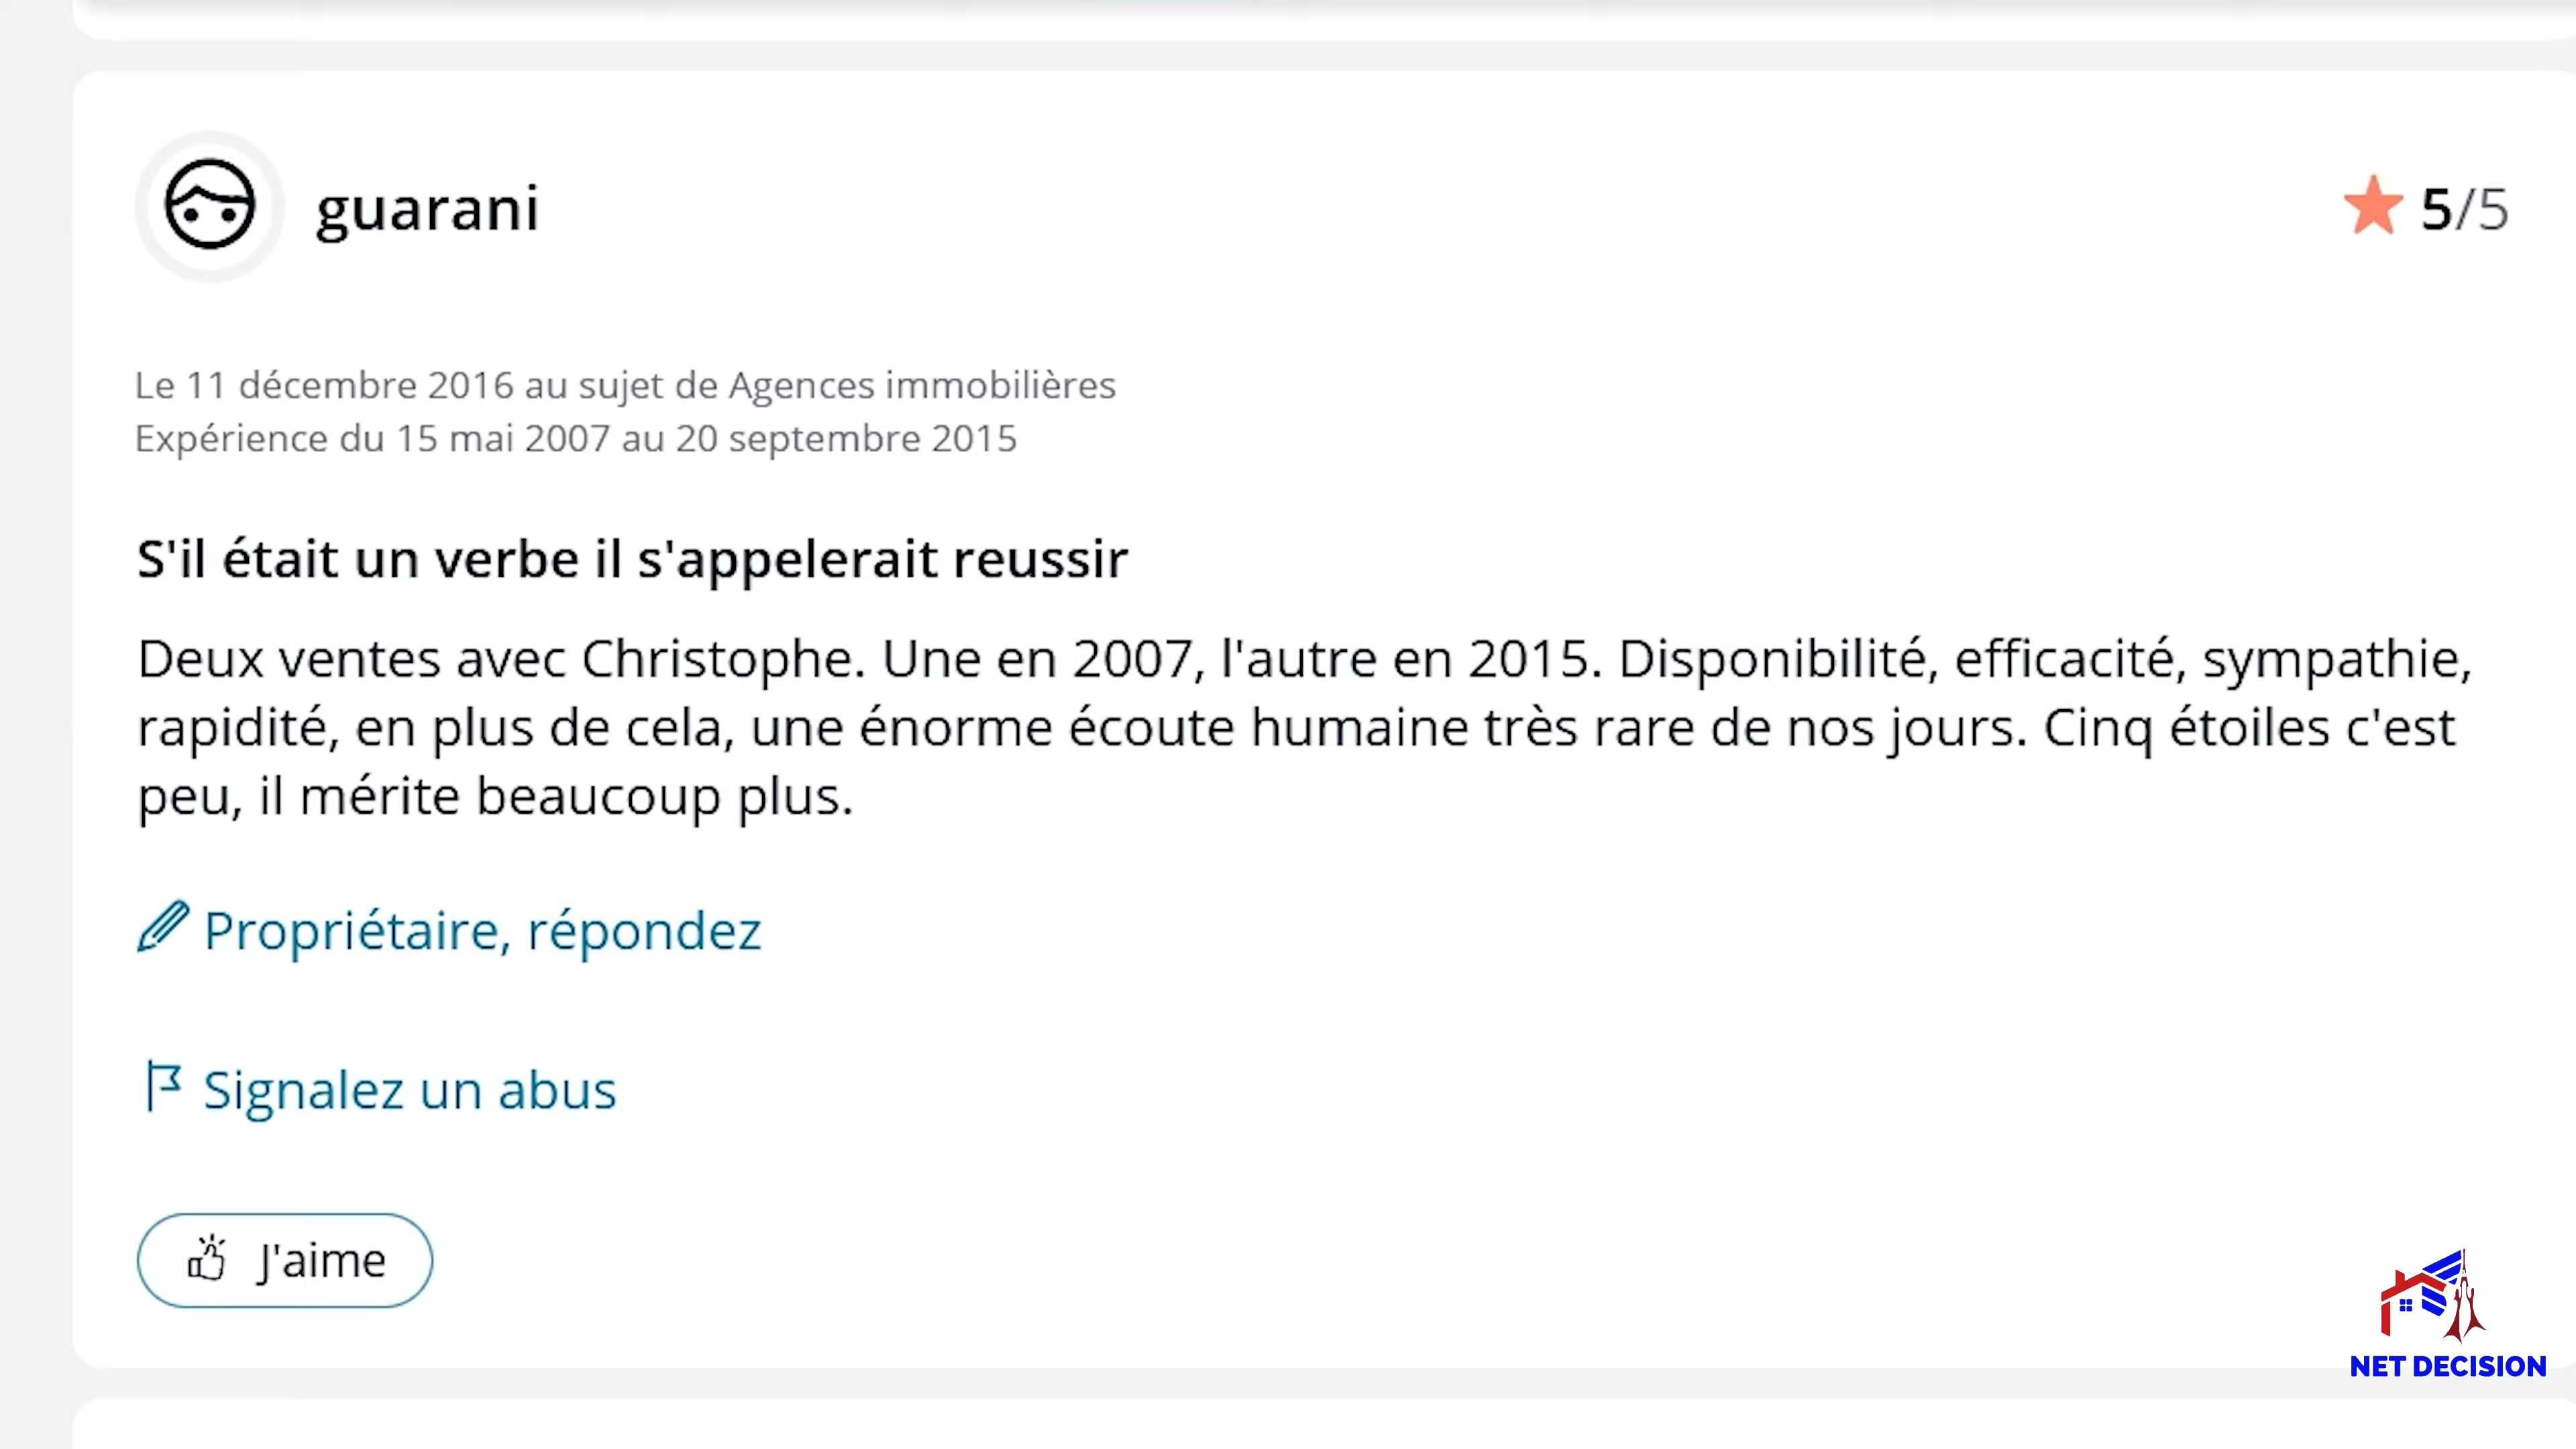 guarani
5/5
Le 11 décembre 2016 au sujet de Agences immobilières
Expérience du 15 mai 2007 au 20 septembre 2015
S'il était un verbe il s'appelerait reussir
Deux ventes avec Christophe. Une en 2007, l'autre en 2015. Disponibilité, efficacité, sympathie,
rapidité, en plus de cela, une énorme écoute humaine très rare de nos jours. Cinq étoiles c'est
peu, il mérite beaucoup plus.
Propriétaire, répondez
Signalez un abus
J'aime
NET DECISION